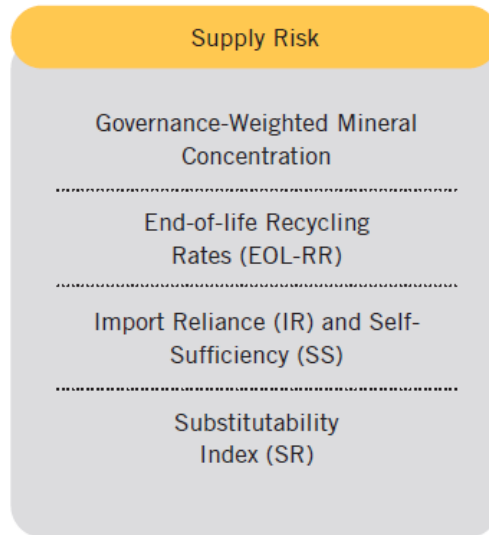 Supply Risk
Governance-Weighted Mineral
Concentration
End-of-life Recycling
Rates (EOL-RR)
Import Reliance (IR) and Self-
Sufficiency (SS)
Substitutability
Index (SR)